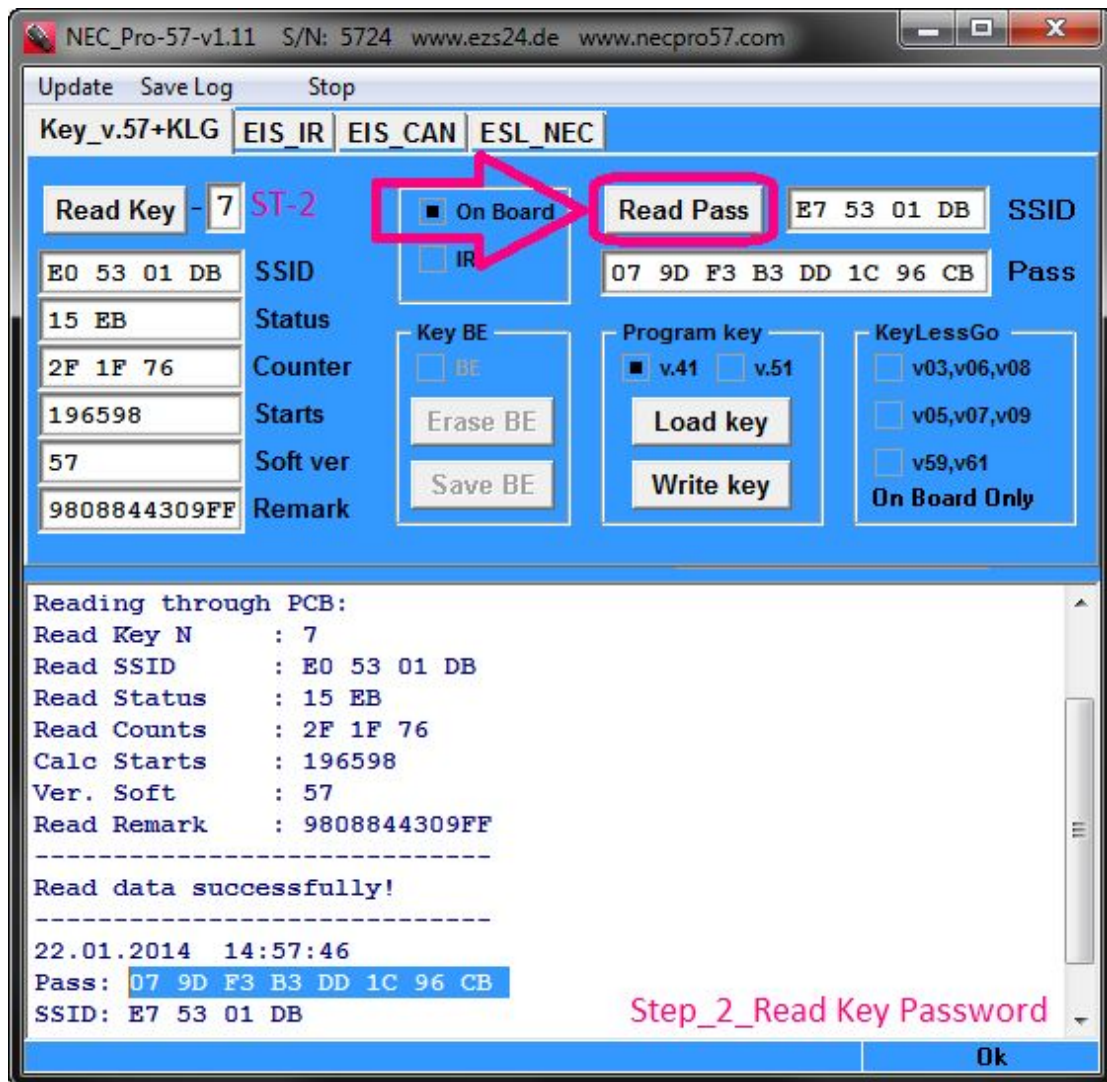 NEC_Pro-57-v1.11 S/N: 5724 www.ezs24.de www.necpro57.com
Update Save Log Stop
Key_v.57+KLG EIS_IR EIS_CAN ESL_NEC
Read Key - 7 ST-2
E0 53 01 DB SSID
15 EB Status
2F 1F 76 Counter
196598 Starts
57 Soft ver
9808844309FF Remark
On Board
IR
Read Pass E7 53 01 DB SSID
07 9D F3 B3 DD 1C 96 CB Pass
Key BE
BE
Erase BE
Save BE
Program key
v.41 v.51
Load key
Write key
KeyLessGo
v03,v06,v08
v05,v07,v09
v59,v61
On Board Only
Reading through PCB:
Read Key N : 7
Read SSID : E0 53 01 DB
Read Status : 15 EB
Read Counts : 2F 1F 76
Calc Starts : 196598
Ver. Soft : 57
Read Remark : 9808844309FF
-----------------------------
Read data successfully!
-----------------------------
22.01.2014 14:57:46
Pass: 07 9D F3 B3 DD 1C 96 CB
SSID: E7 53 01 DB
Step_2_Read Key Password
Ok